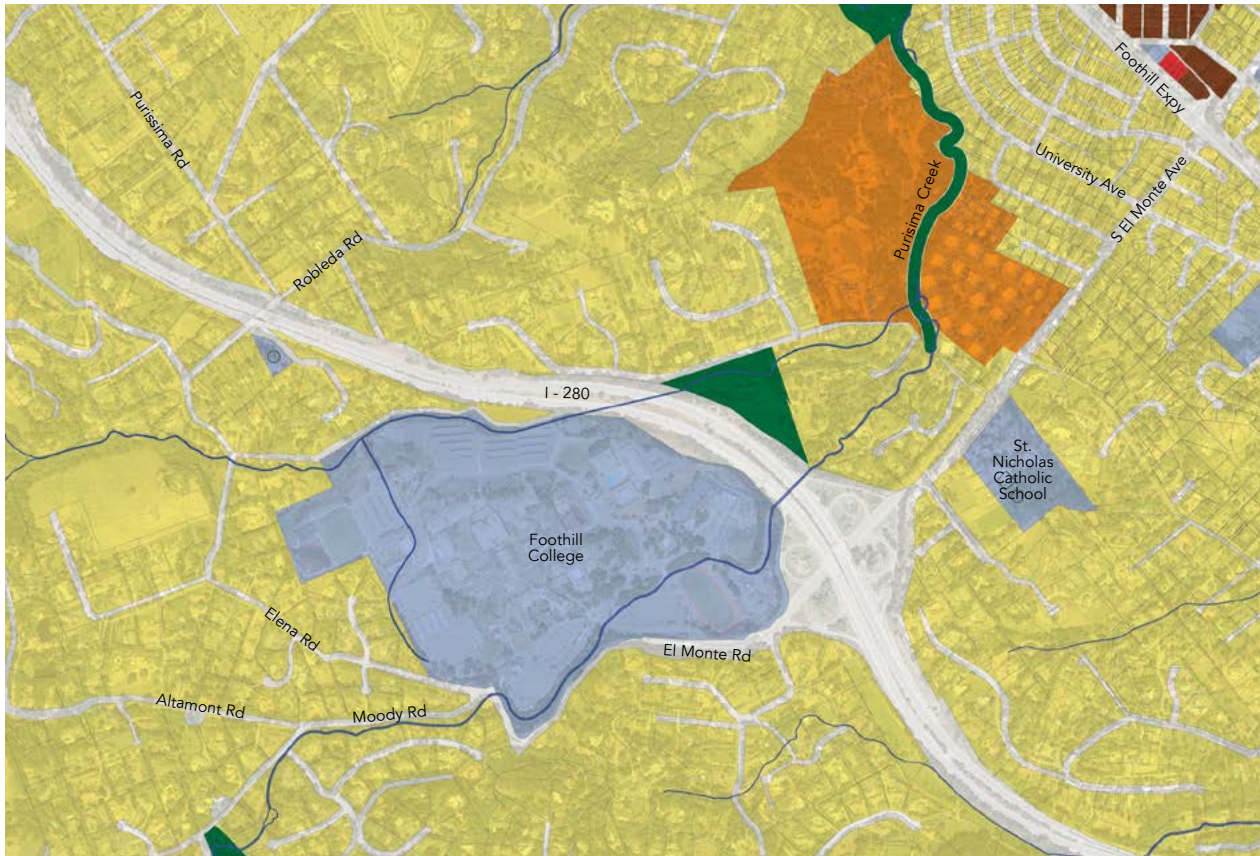 Foothill Expy
Purissima Rd
University Ave
Purisima Creek
S El Monte Ave
Robleda Rd
I - 280
St.
Nicholas
Catholic
School
Foothill
College
Elena Rd
El Monte Rd
Altamont Rd
Moody Rd